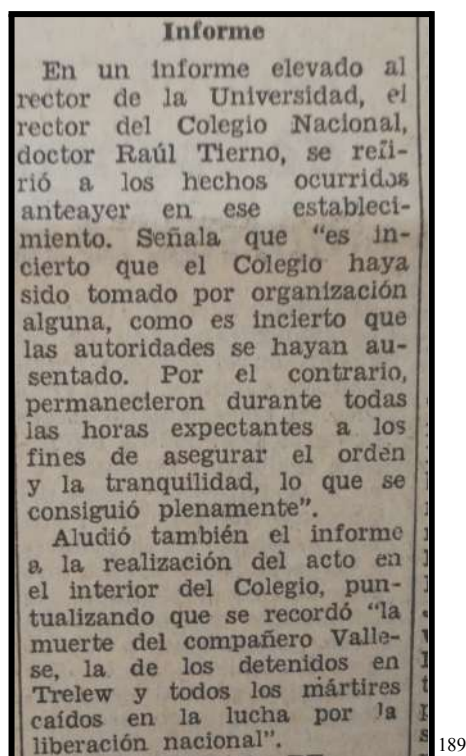 Informe
En un informe elevado al
rector de la Universidad, el
rector del Colegio Nacional,
doctor Raúl Tierno, se refi-
rió a los hechos ocurridos
anteayer en ese estableci-
miento. Señala que “es in-
cierto que el Colegio haya
sido tomado por organización
alguna, como es incierto que
las autoridades se hayan au-
sentado. Por el contrario,
permanecieron durante todas
las horas expectantes a los
fines de asegurar el orden
y la tranquilidad, lo que se
consiguió plenamente”.
Aludió también el informe
a la realización del acto en
el interior del Colegio, pun-
tualizando que se recordó “la
muerte del compañero Valle-
se, la de los detenidos en
Trelew y todos los mártires
caídos en la lucha por la
liberación nacional”.
189